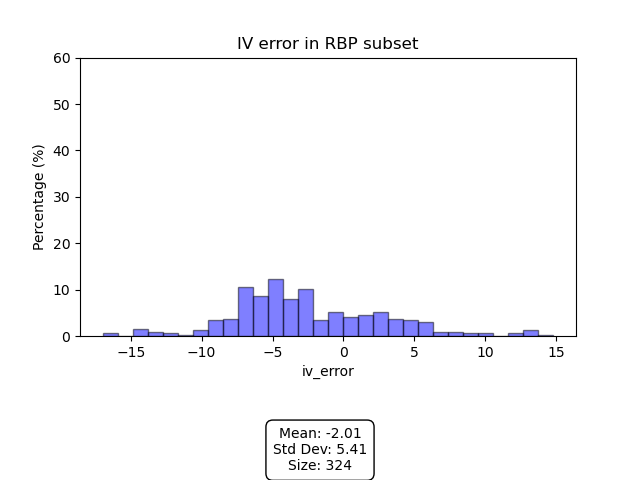 IV error in RBP subset
60
50
40
30
20
10
0
Percentage (%)
−15 −10 −5 0 5 10 15
iv_error
Mean: -2.01
Std Dev: 5.41
Size: 324